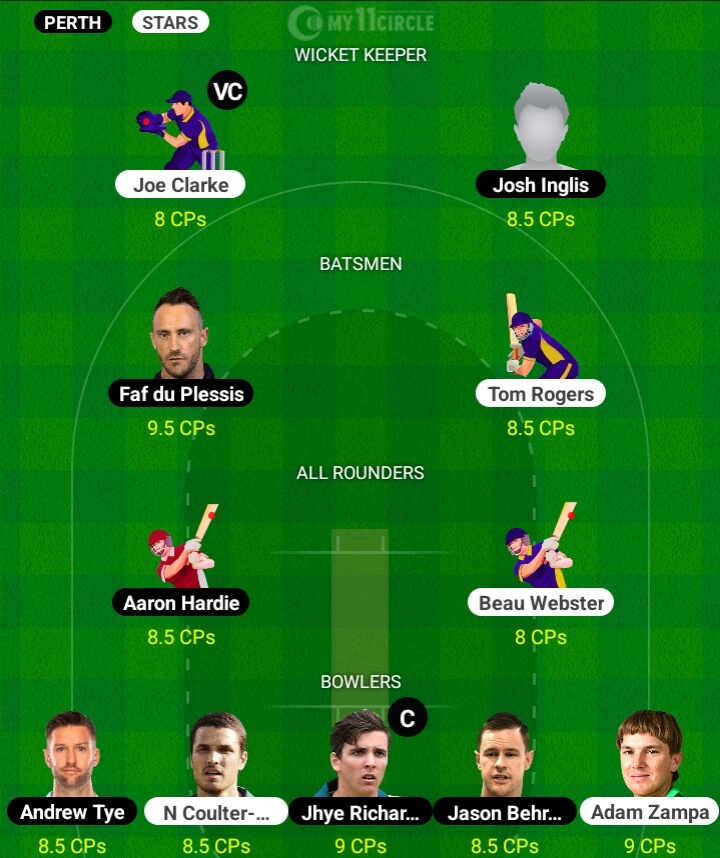 PERTH STARS MY11CIRCLE
WICKET KEEPER
VC
Joe Clarke Josh Inglis
8 CPs 8.5 CPs
BATSMEN
Faf du Plessis Tom Rogers
9.5 CPs 8.5 CPs
ALL ROUNDERS
Aaron Hardie Beau Webster
8.5 CPs 8 CPs
BOWLERS
C
Andrew Tye N Coulter-... Jhye Richar... Jason Behr... Adam Zampa
8.5 CPs 8.5 CPs 9 CPs 8.5 CPs 9 CPs